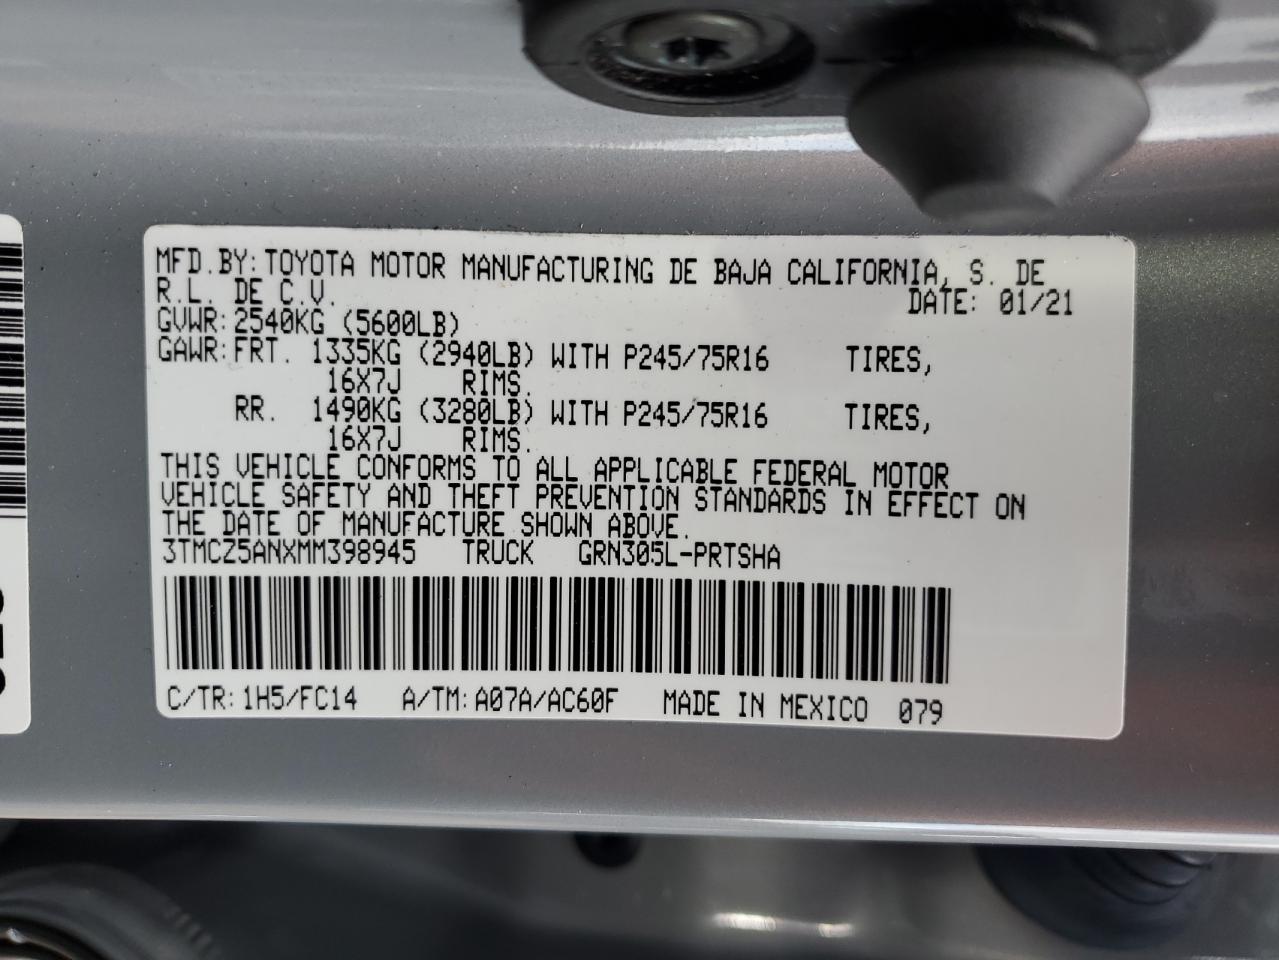 MFD.BY: TOYOTA MOTOR MANUFACTURING DE BAJA CALIFORNIA, S. DE
R.L. DE C.V. DATE: 01/21
GVWR: 2540KG (5600LB)
GAWR: FRT. 1335KG (2940LB) WITH P245/75R16 TIRES,
16X7J RIMS.
RR. 1490KG (3280LB) WITH P245/75R16 TIRES,
16X7J RIMS.
THIS VEHICLE CONFORMS TO ALL APPLICABLE FEDERAL MOTOR
VEHICLE SAFETY AND THEFT PREVENTION STANDARDS IN EFFECT ON
THE DATE OF MANUFACTURE SHOWN ABOVE.
3TMCZ5ANXMM398945 TRUCK GRN305L-PRTSHA
C/TR: 1H5/FC14 A/TM: A07A/AC60F MADE IN MEXICO 079